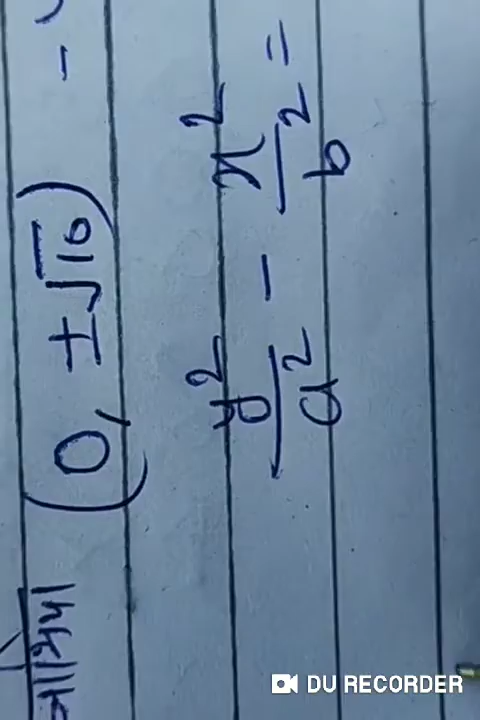 (0, ±√10) -
y²/a² - x²/b² =
DU RECORDER